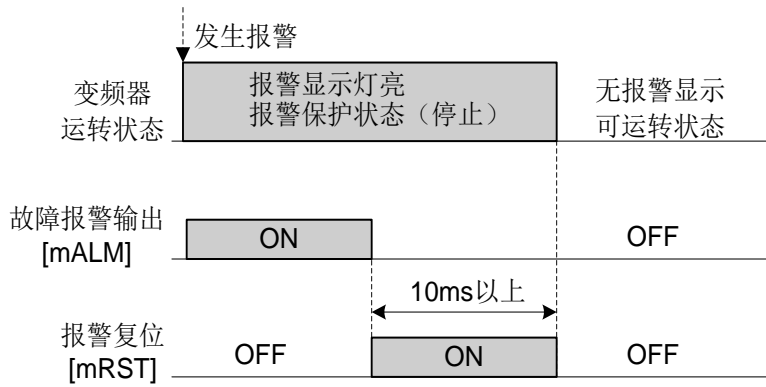 发生报警
变频器
运转状态
报警显示灯亮
报警保护状态（停止）
无报警显示
可运转状态
故障报警输出
[mALM]
ON
OFF
10ms以上
报警复位
[mRST]
OFF
ON
OFF